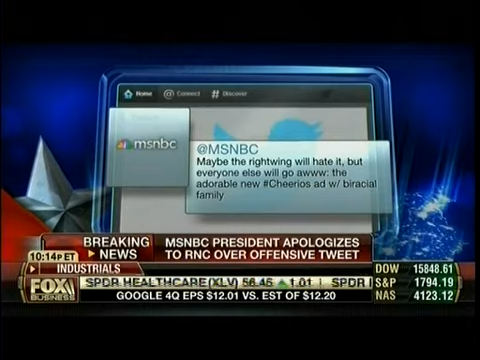 Home @ Connect # Discover
msnbc
@MSNBC
Maybe the rightwing will hate it, but
everyone else will go awww: the
adorable new #Cheerios ad w/ biracial
family
BREAKING
NEWS
MSNBC PRESIDENT APOLOGIZES
TO RNC OVER OFFENSIVE TWEET
10:14P ET
INDUSTRIALS
FOX
BUSINESS
SPDR HEALTHCARE (XLV) 56.45 1.01 SPDR
GOOGLE 4Q EPS $12.01 VS. EST OF $12.20
DOW 15848.61
S&P 1794.19
NAS 4123.12